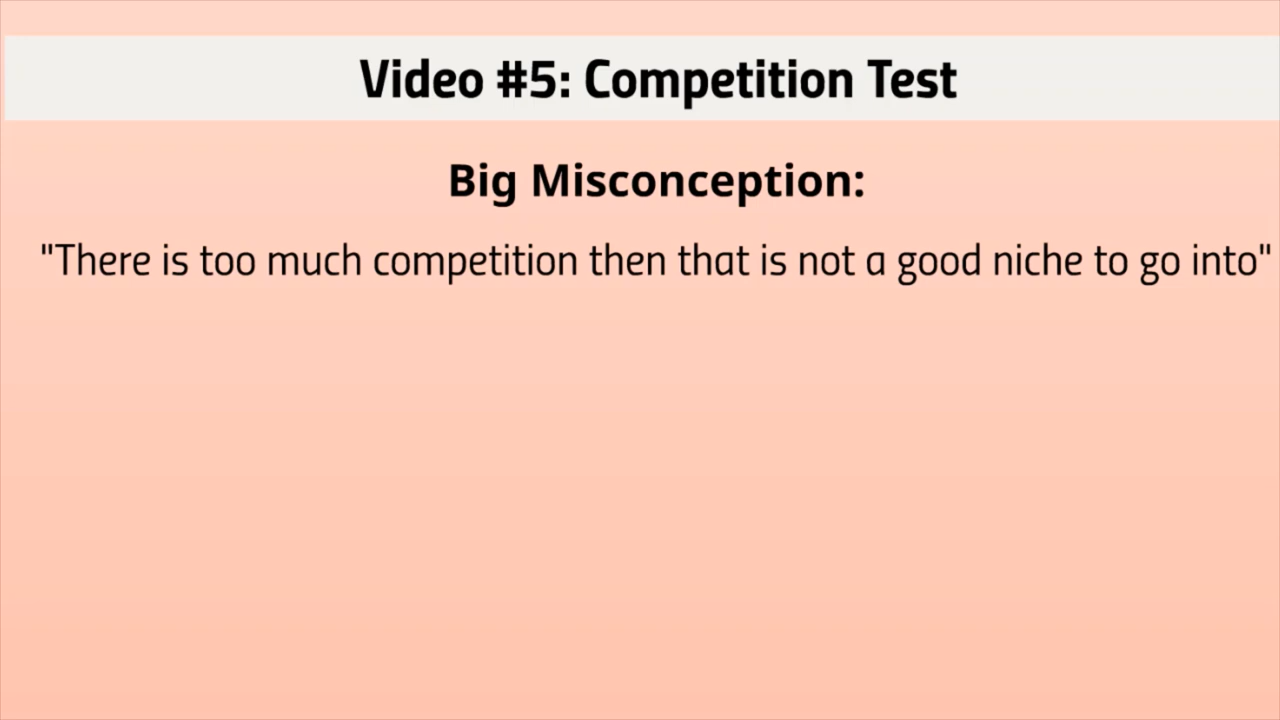 Video #5: Competition Test
Big Misconception:
"There is too much competition then that is not a good niche to go into"